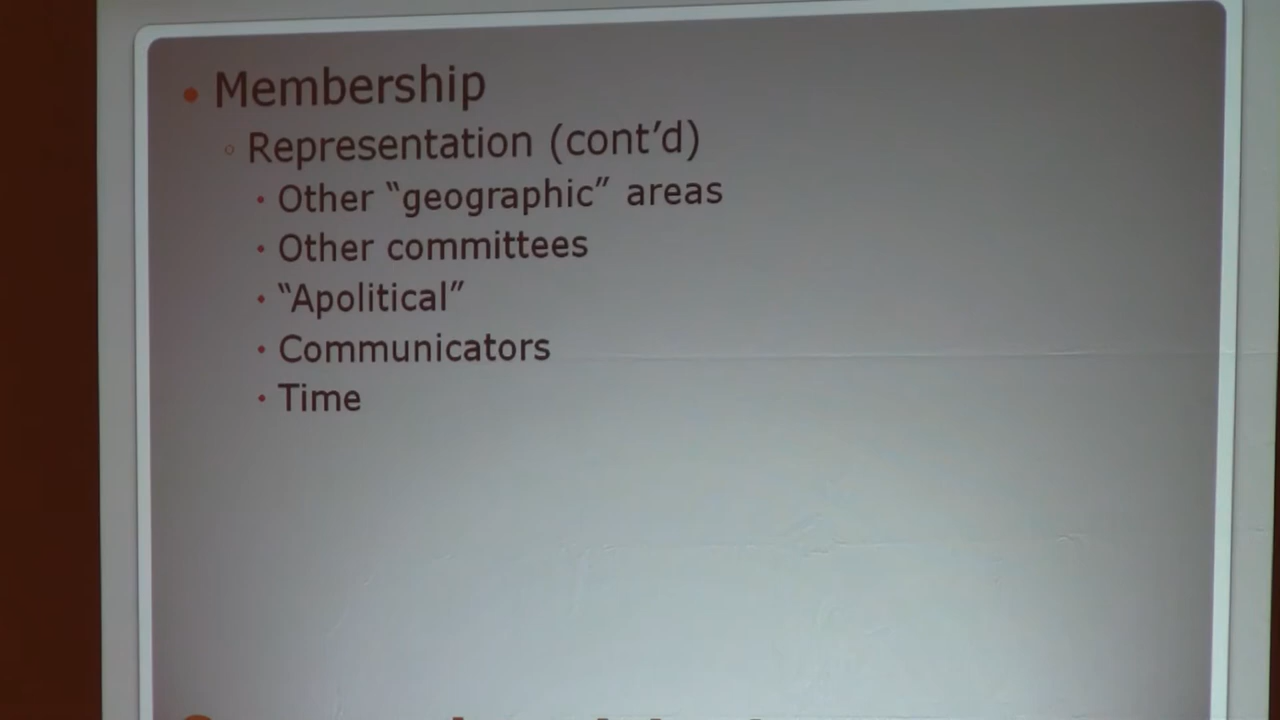 Membership
Representation (cont’d)
Other “geographic” areas
Other committees
“Apolitical”
Communicators
Time